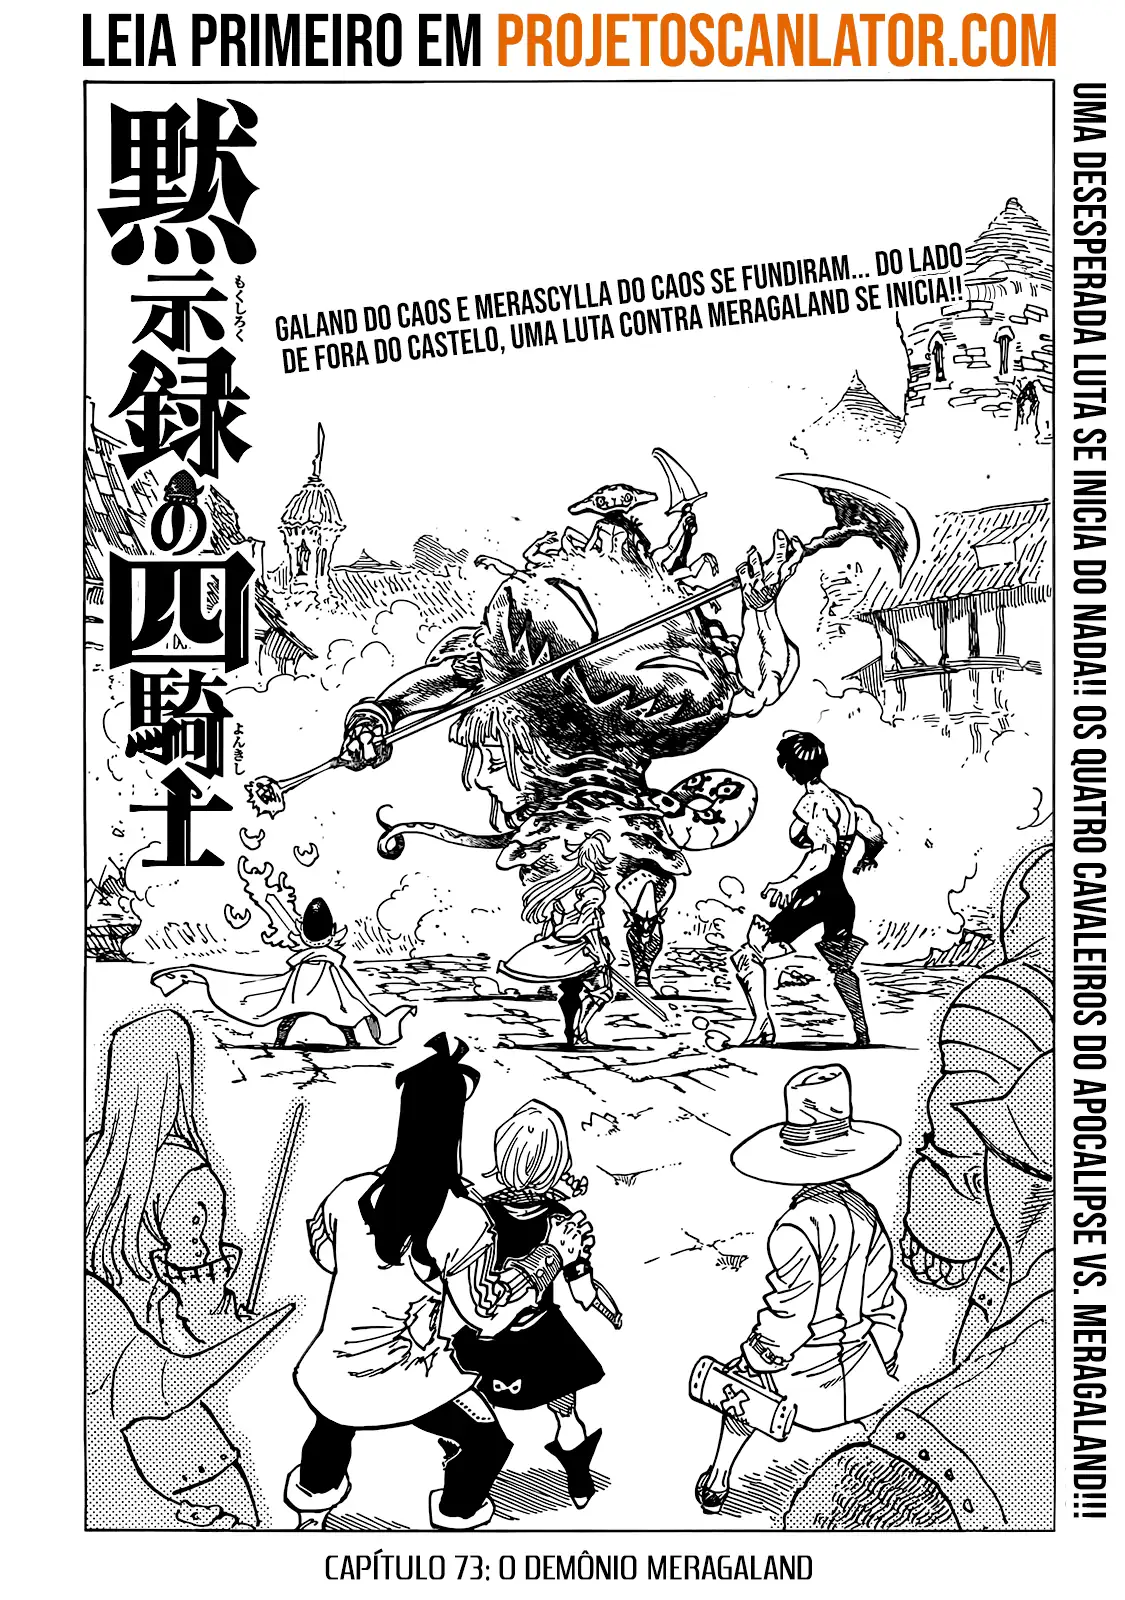 LEIA PRIMEIRO EM PROJETOSCANLATOR.COM
黙示録の四騎士
もくしろく
よんきし
GALAND DO CAOS E MERASCYLLA DO CAOS SE FUNDIRAM... DO LADO
DE FORA DO CASTELO, UMA LUTA CONTRA MERAGALAND SE INICIA!!
UMA DESESPERADA LUTA SE INICIA DO NADA!! OS QUATRO CAVALEIROS DO APOCALIPSE VS. MERAGALAND!!!
CAPÍTULO 73: O DEMÔNIO MERAGALAND